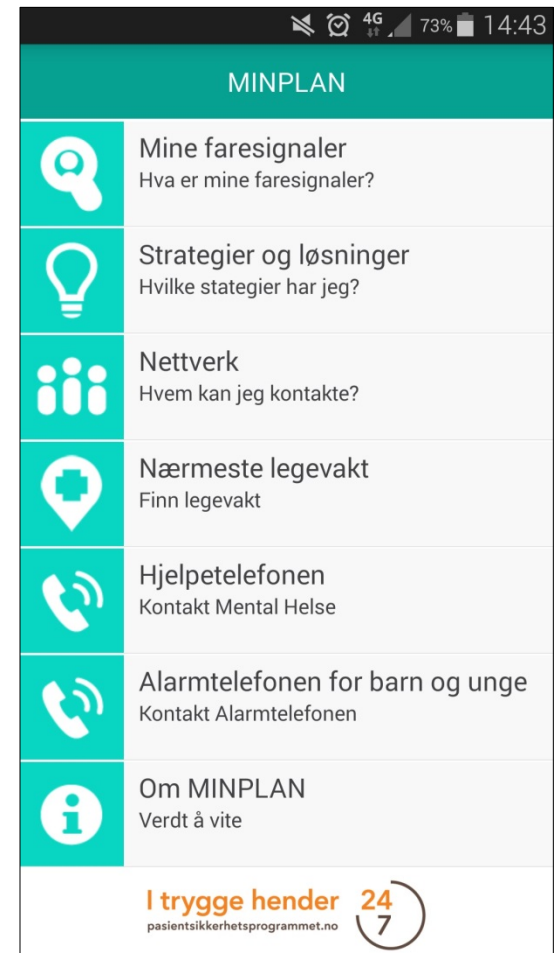 4G 73% 14:43
MINPLAN
Mine faresignaler
Hva er mine faresignaler?
Strategier og løsninger
Hvilke stategier har jeg?
Nettverk
Hvem kan jeg kontakte?
Nærmeste legevakt
Finn legevakt
Hjelpetelefonen
Kontakt Mental Helse
Alarmtelefonen for barn og unge
Kontakt Alarmtelefonen
Om MINPLAN
Verdt å vite
I trygge hender 24
pasientsikkerhetsprogrammet.no 7